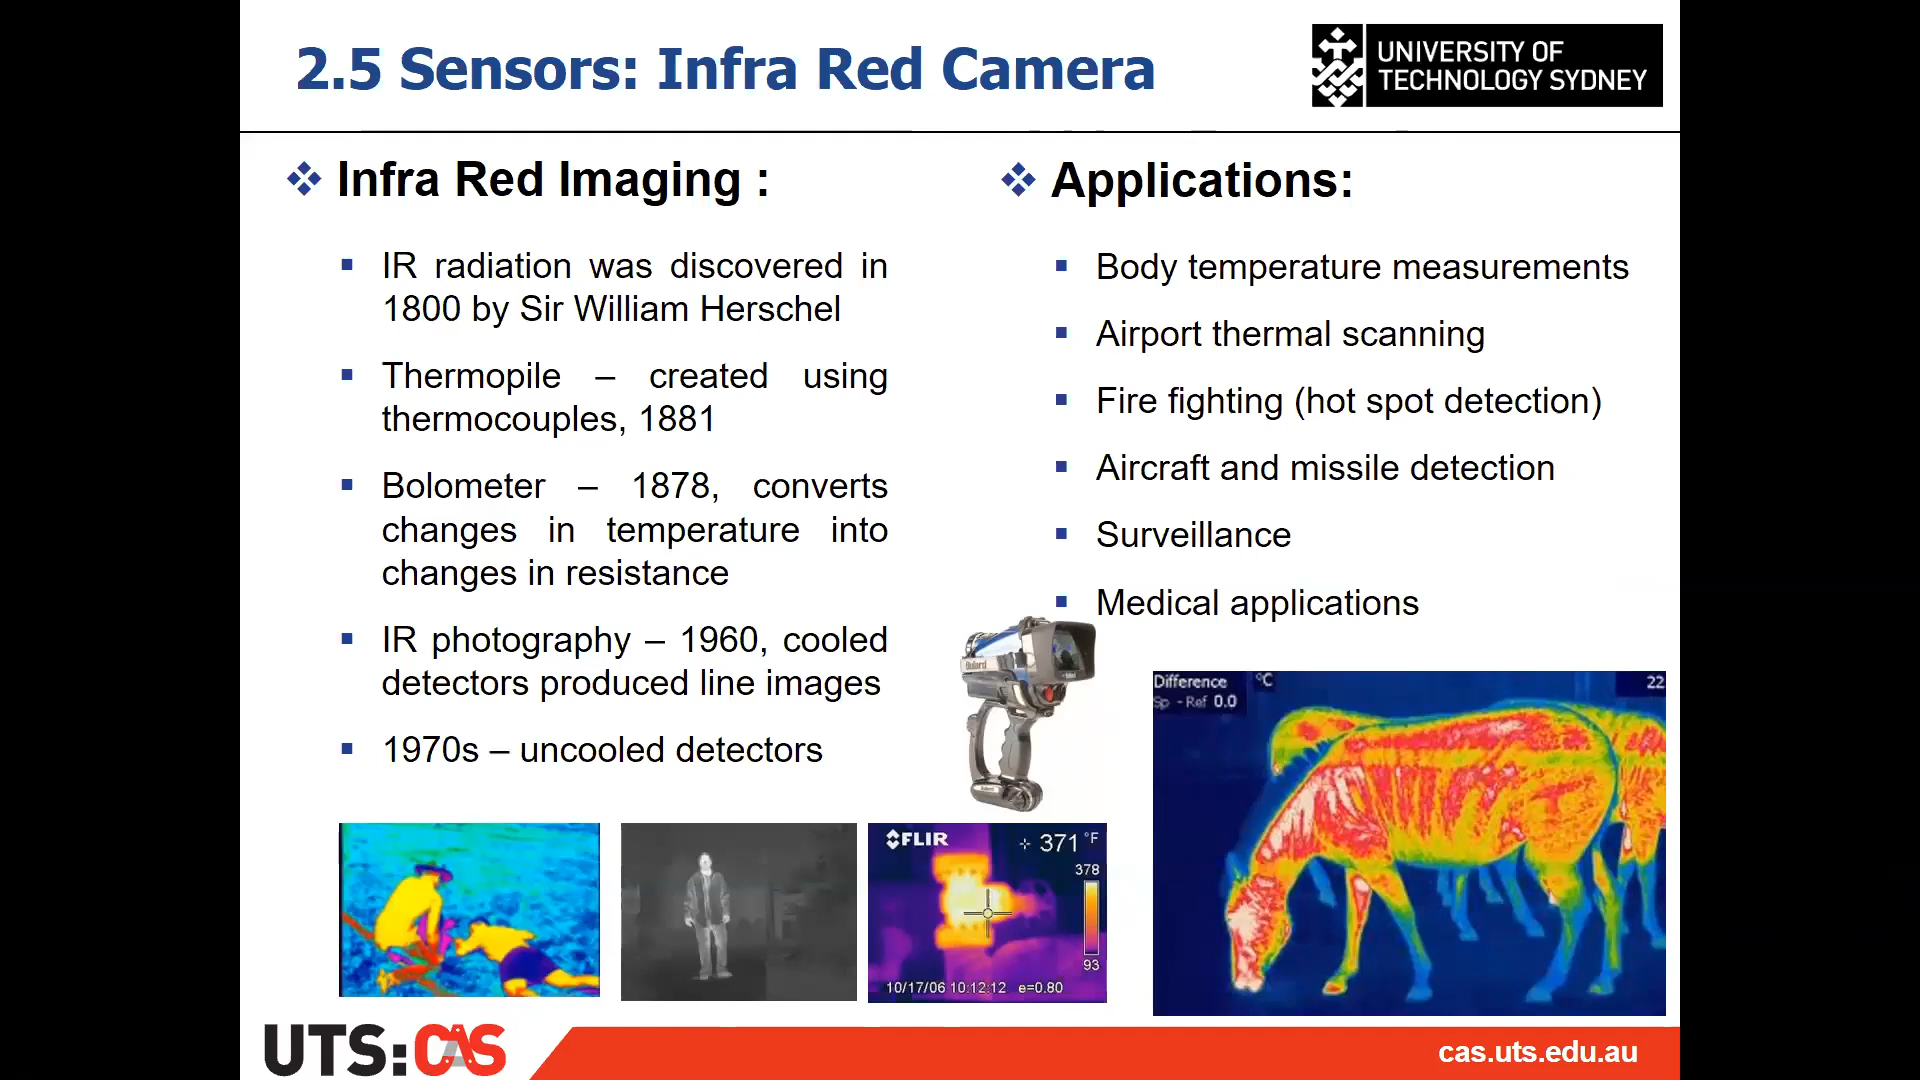 2.5 Sensors: Infra Red Camera
UNIVERSITY OF
TECHNOLOGY SYDNEY
Infra Red Imaging :
IR radiation was discovered in
1800 by Sir William Herschel
Thermopile – created using
thermocouples, 1881
Bolometer – 1878, converts
changes in temperature into
changes in resistance
IR photography – 1960, cooled
detectors produced line images
1970s – uncooled detectors
Applications:
Body temperature measurements
Airport thermal scanning
Fire fighting (hot spot detection)
Aircraft and missile detection
Surveillance
Medical applications
Bullard
FLIR
371 °F
378
93
10/17/06 10:12:12 e=0.80
Difference °C 22
Sp - Ref 0.0
UTS:CAS
cas.uts.edu.au